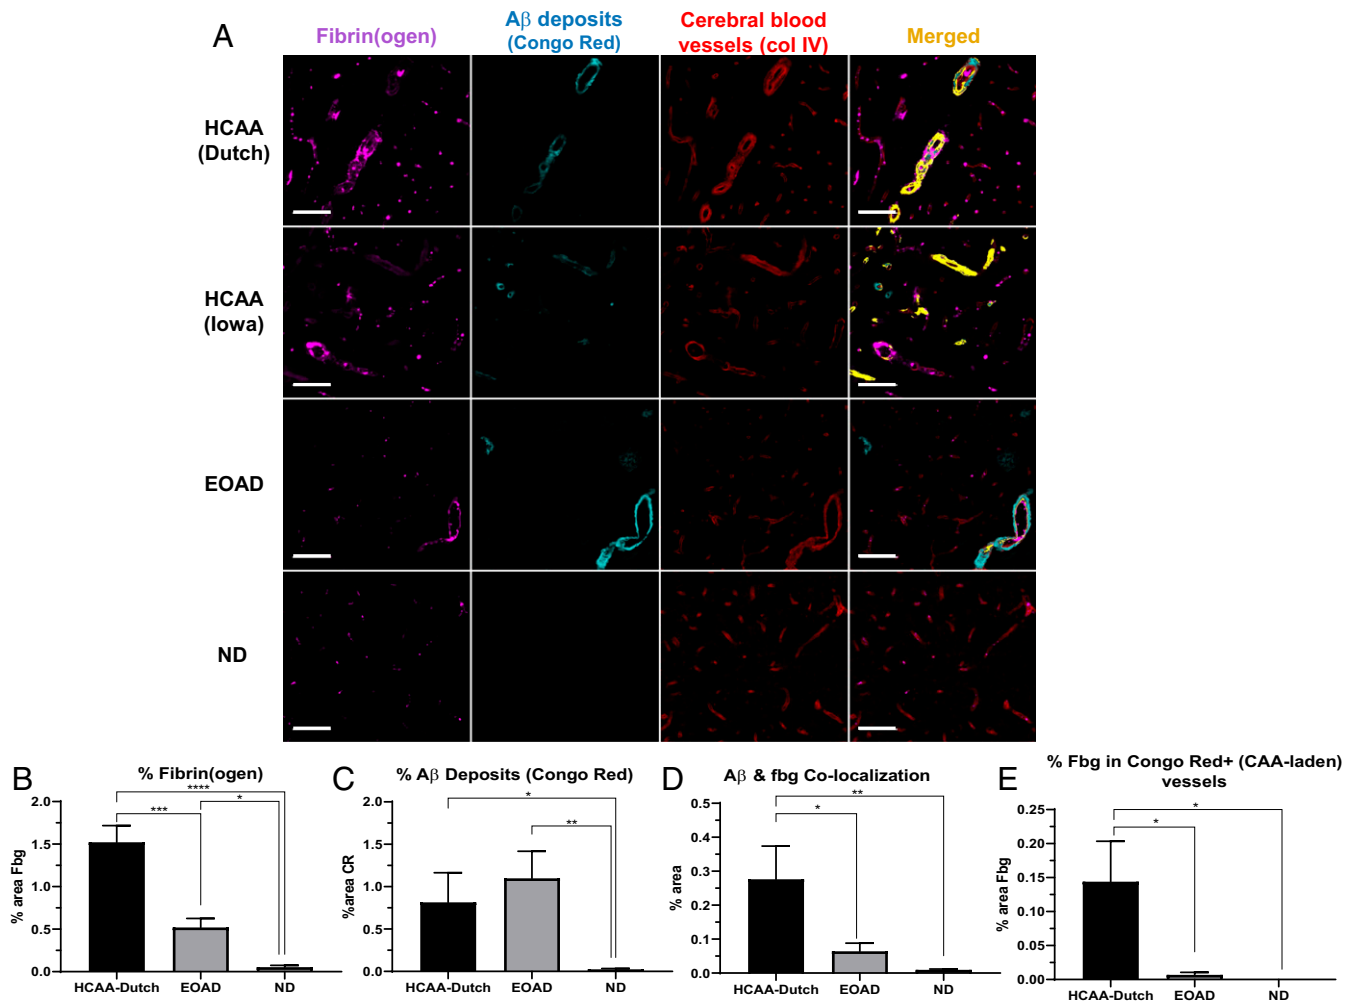 A
Fibrin(ogen)
Aβ deposits
(Congo Red)
Cerebral blood
vessels (col IV)
Merged
HCAA
(Dutch)
HCAA
(Iowa)
EOAD
ND
B
% Fibrin(ogen)
****
***
*
% area Fbg
2.0
1.5
1.0
0.5
0.0
HCAA-Dutch EOAD ND
C
% Aβ Deposits (Congo Red)
*
**
%area CR
2.0
1.5
1.0
0.5
0.0
HCAA-Dutch EOAD ND
D
Aβ & fbg Co-localization
**
*
% area
0.5
0.4
0.3
0.2
0.1
0.0
HCAA-Dutch EOAD ND
E
% Fbg in Congo Red+ (CAA-laden)
vessels
*
*
% area Fbg
0.25
0.20
0.15
0.10
0.05
0.00
HCAA-Dutch EOAD ND